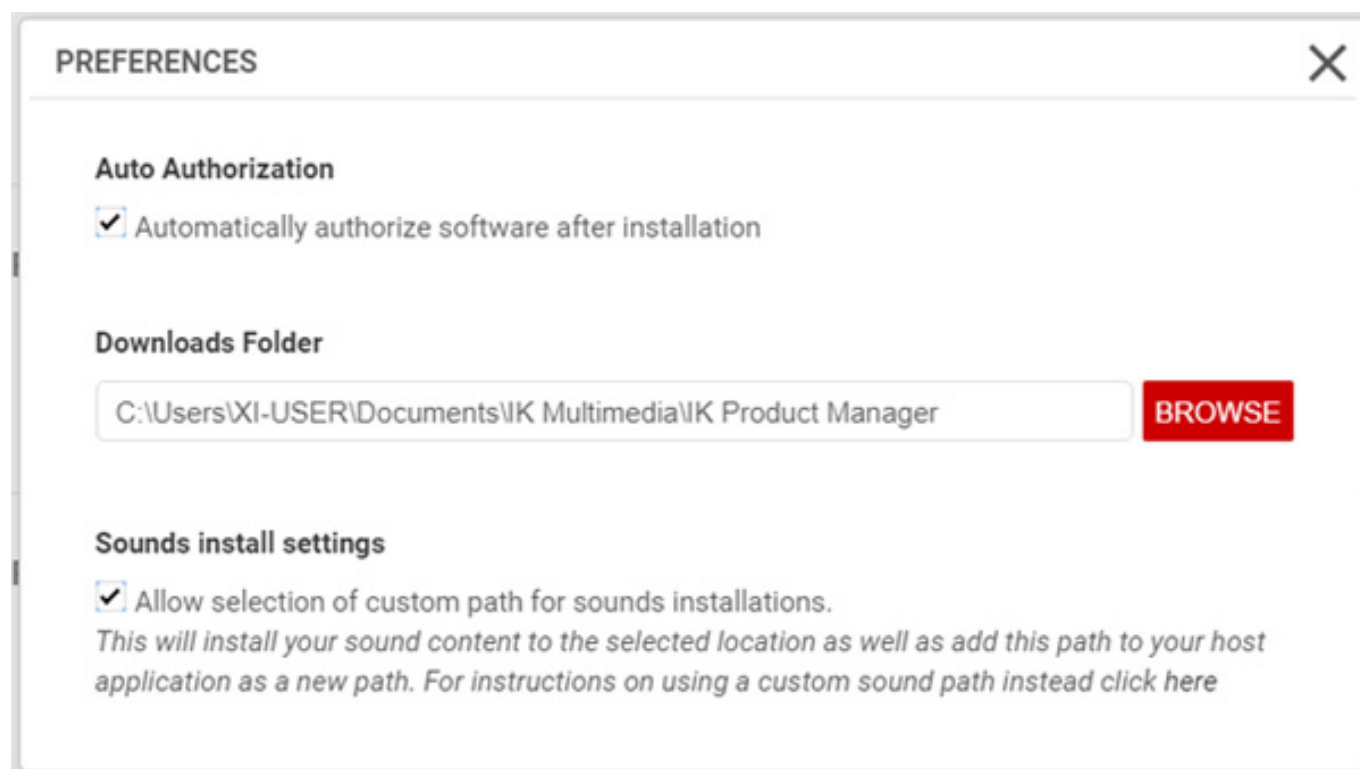 PREFERENCES
Auto Authorization
Automatically authorize software after installation
Downloads Folder
C:\Users\XI-USER\Documents\IK Multimedia\IK Product Manager
BROWSE
Sounds install settings
Allow selection of custom path for sounds installations.
This will install your sound content to the selected location as well as add this path to your host
application as a new path. For instructions on using a custom sound path instead click here